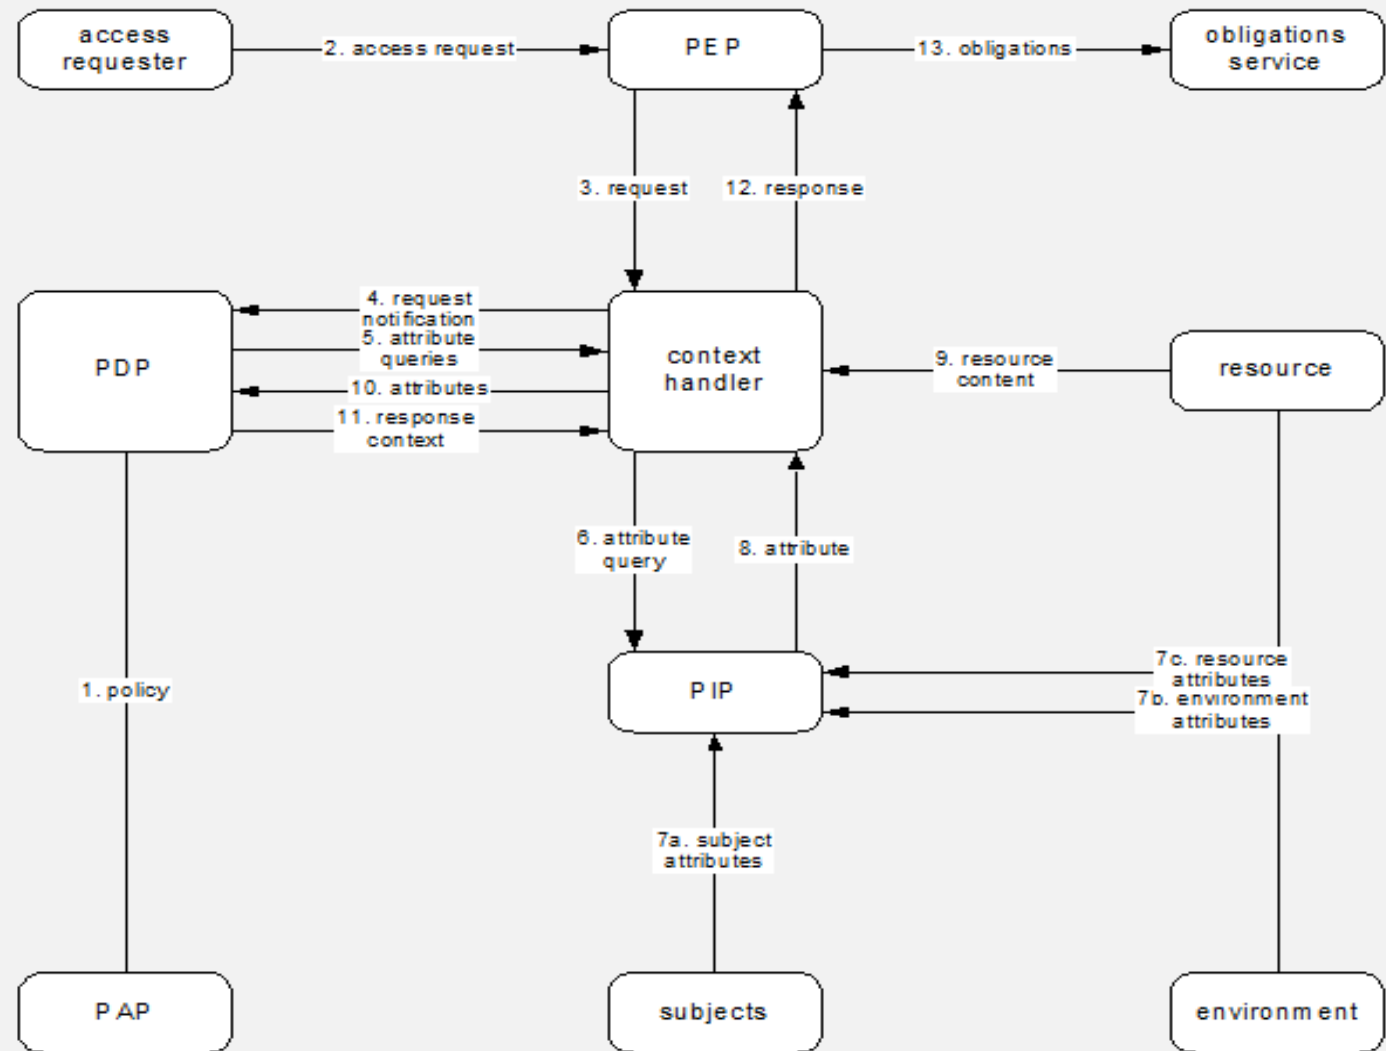 access
requester
2. access request
PEP
13. obligations
obligations
service
3. request
12. response
PDP
4. request
notification
5. attribute
queries
10. attributes
11. response
context
context
handler
9. resource
content
resource
6. attribute
query
8. attribute
1. policy
PIP
7c. resource
attributes
7b. environment
attributes
7a. subject
attributes
PAP
subjects
environment